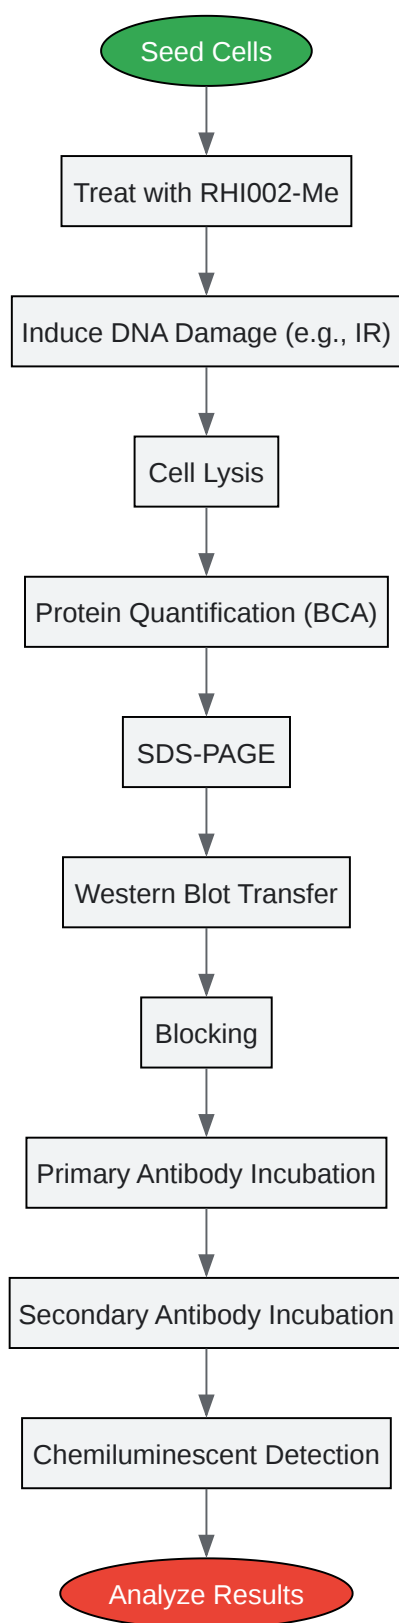 Seed Cells
Treat with RHI002-Me
Induce DNA Damage (e.g., IR)
Cell Lysis
Protein Quantification (BCA)
SDS-PAGE
Western Blot Transfer
Blocking
Primary Antibody Incubation
Secondary Antibody Incubation
Chemiluminescent Detection
Analyze Results